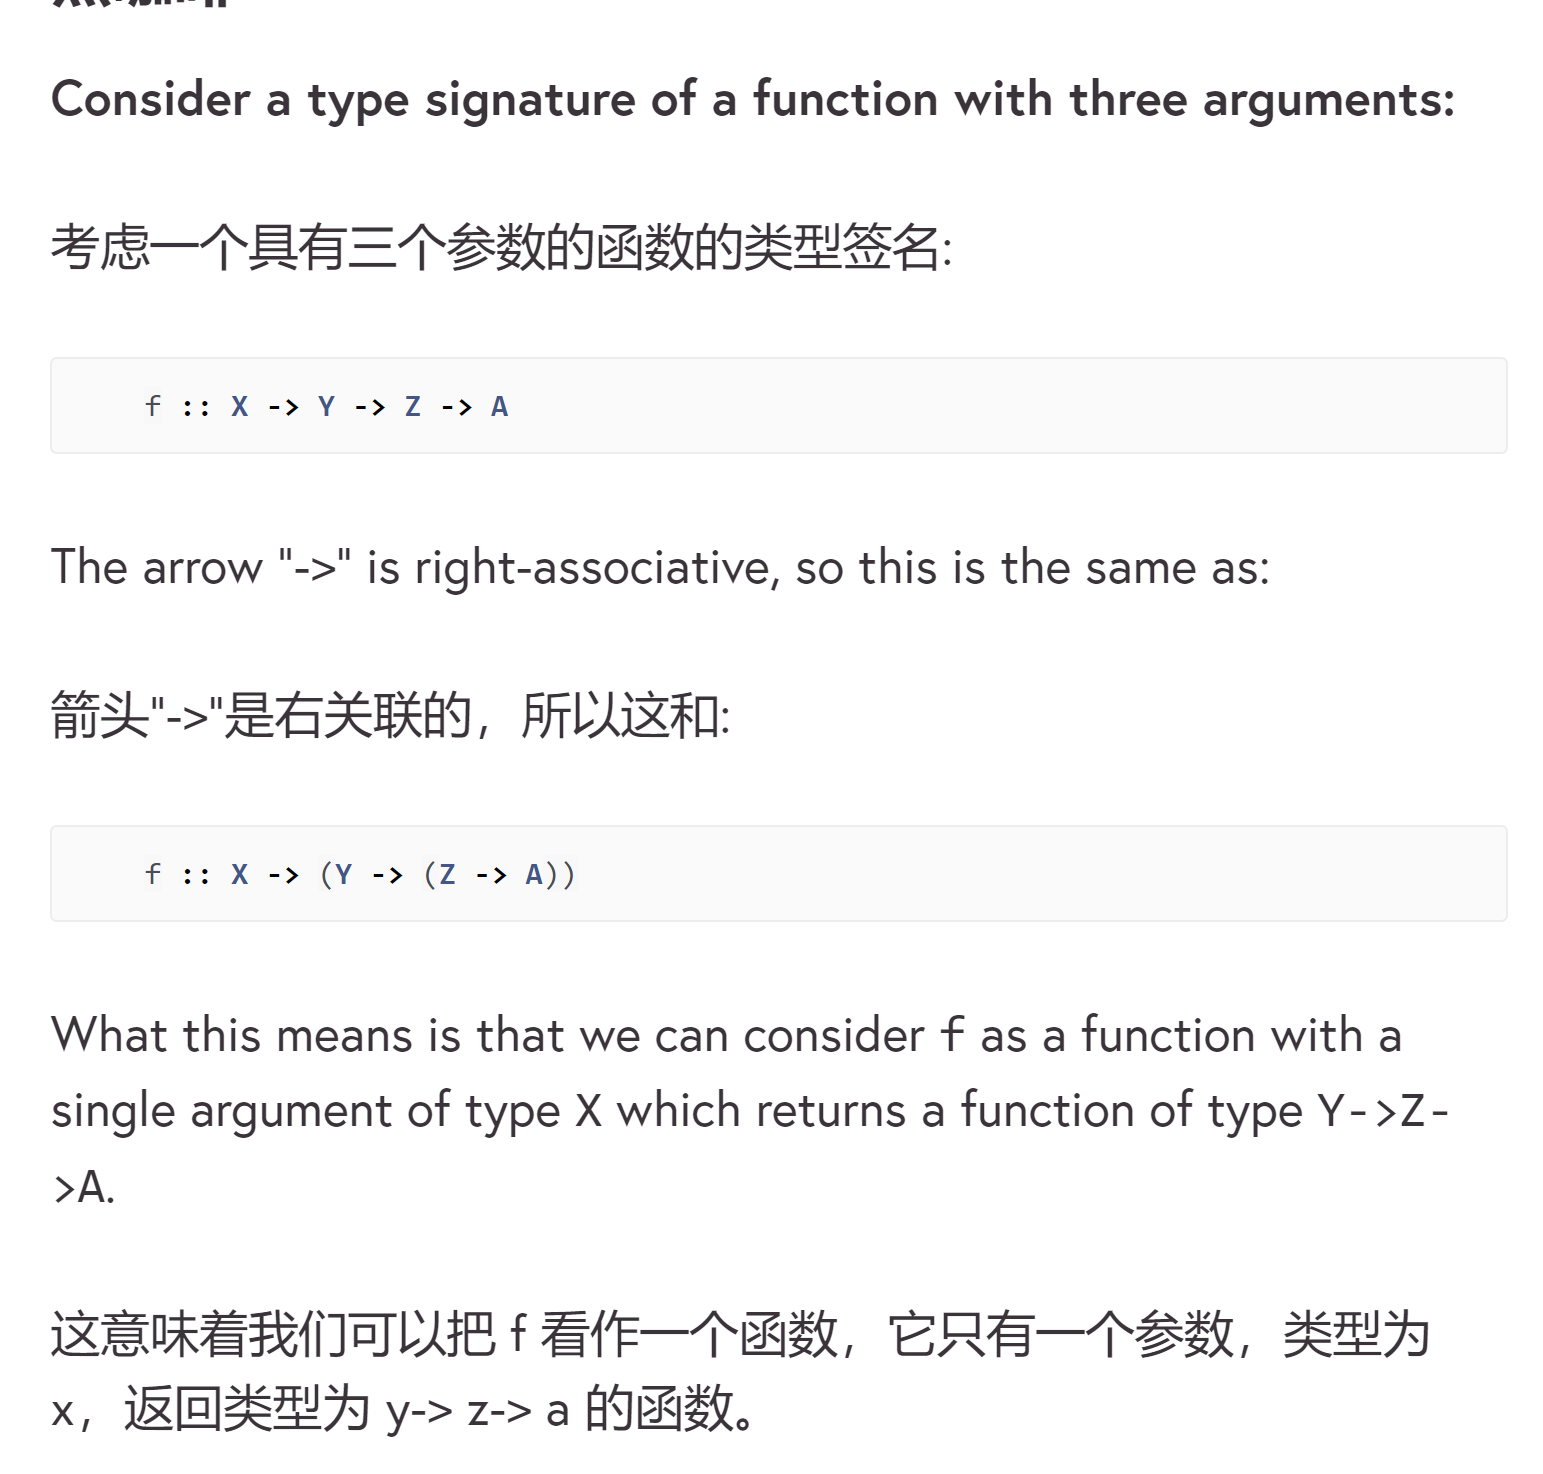 Consider a type signature of a function with three arguments:
考虑一个具有三个参数的函数的类型签名:
f :: X -> Y -> Z -> A
The arrow "->" is right-associative, so this is the same as:
箭头"->"是右关联的，所以这和:
f :: X -> (Y -> (Z -> A))
What this means is that we can consider f as a function with a
single argument of type X which returns a function of type Y->Z-
>A.
这意味着我们可以把 f 看作一个函数，它只有一个参数，类型为
x，返回类型为 y-> z-> a 的函数。